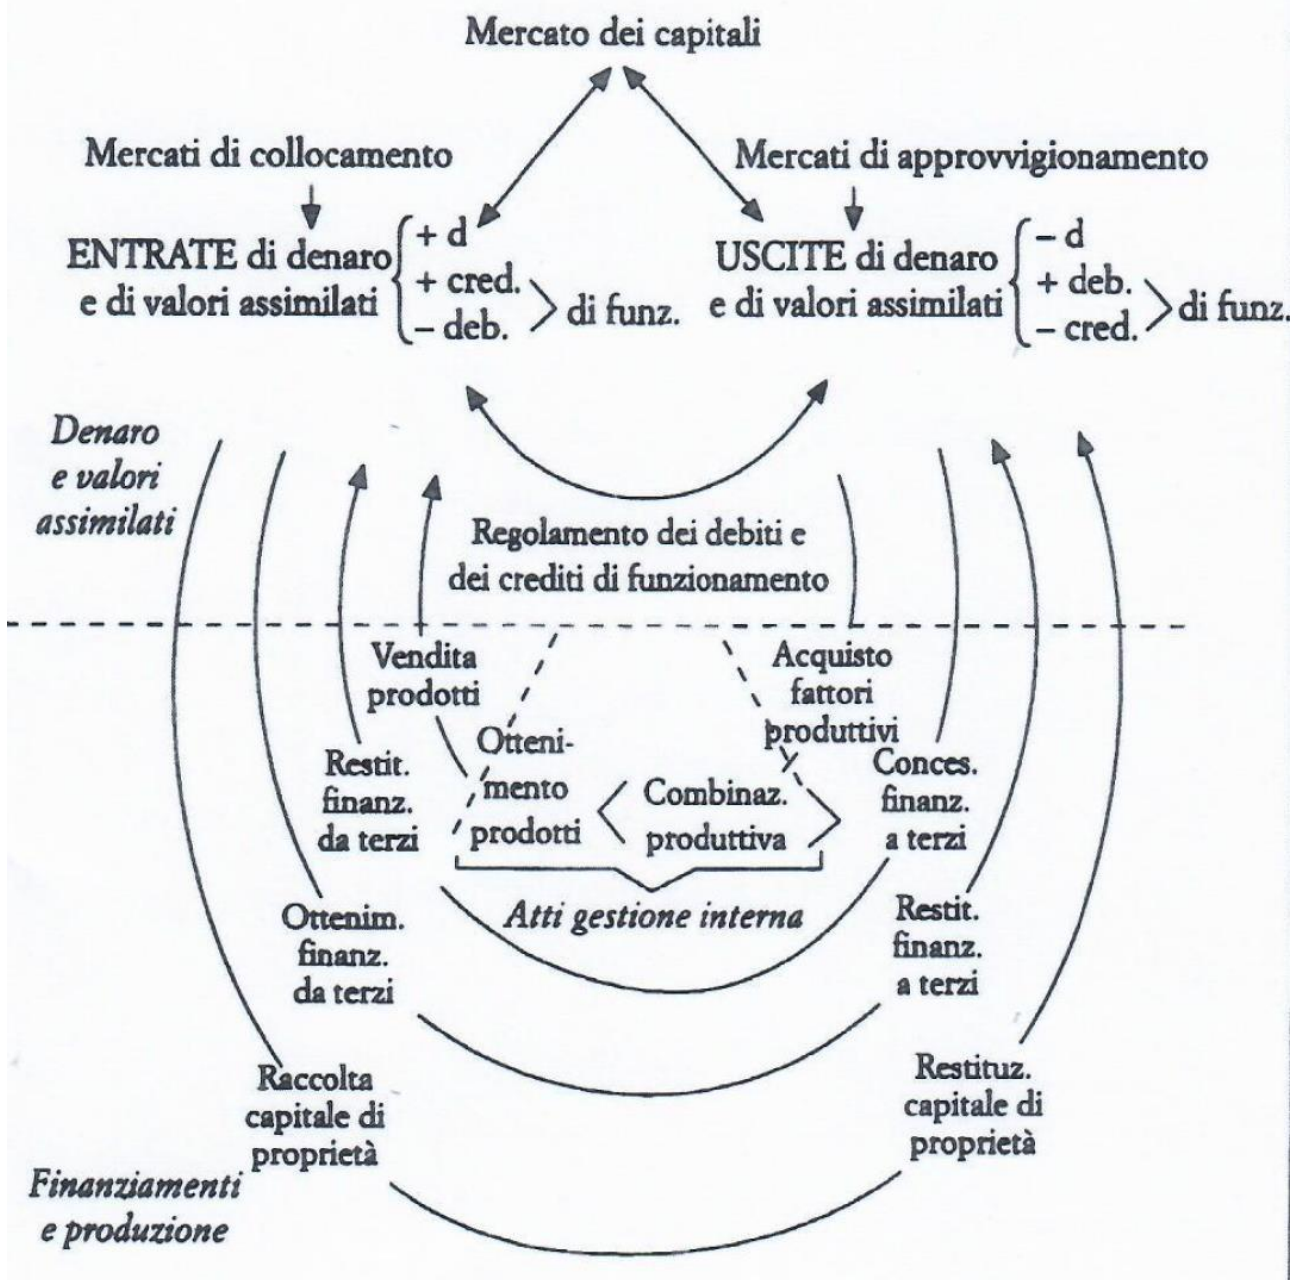 Mercato dei capitali
Mercati di collocamento
Mercati di approvvigionamento
ENTRATE di denaro
e di valori assimilati
+ d
+ cred.
– deb.
di funz.
USCITE di denaro
e di valori assimilati
– d
+ deb.
– cred.
di funz.
Denaro
e valori
assimilati
Regolamento dei debiti e
dei crediti di funzionamento
Vendita
prodotti
Acquisto
fattori
produttivi
Otteni-
mento
prodotti
Combinaz.
produttiva
Restit.
finanz.
da terzi
Conces.
finanz.
a terzi
Atti gestione interna
Ottenim.
finanz.
da terzi
Restit.
finanz.
a terzi
Raccolta
capitale di
proprietà
Restituz.
capitale di
proprietà
Finanziamenti
e produzione